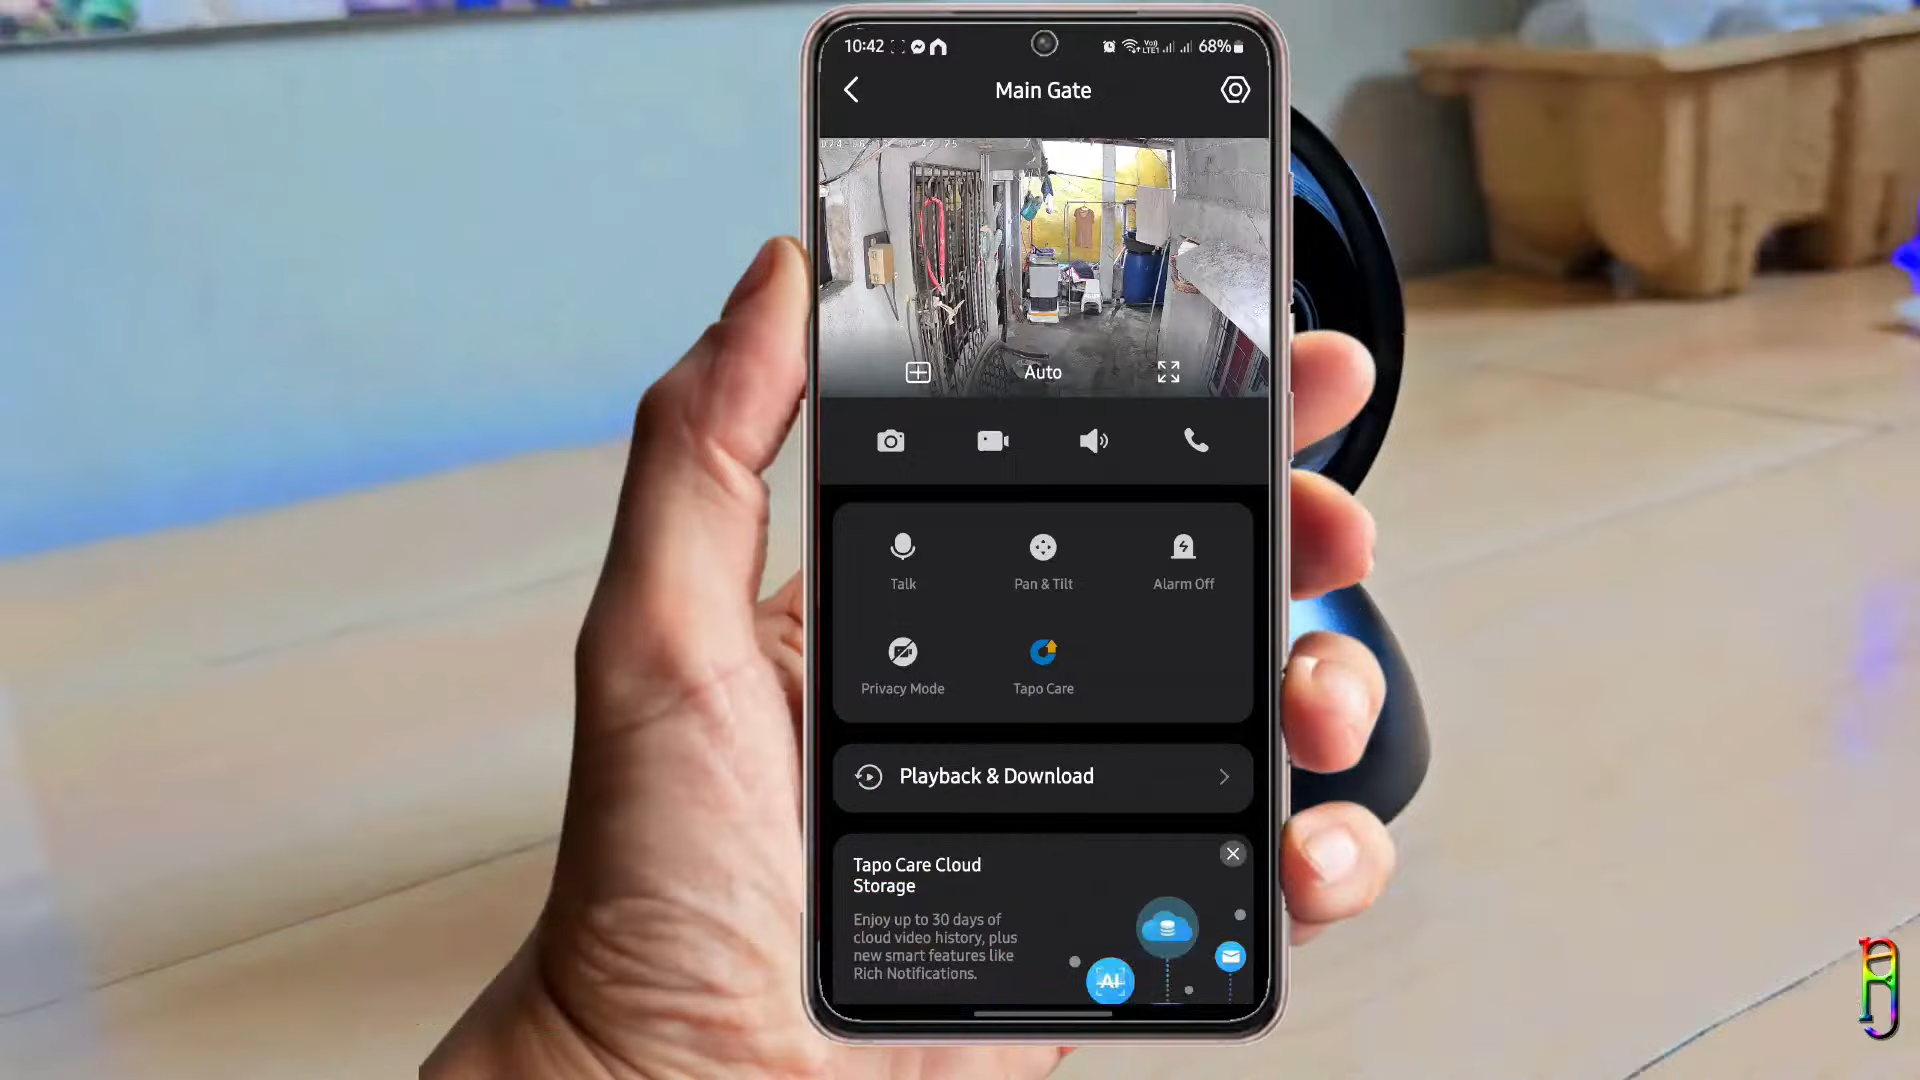 10:42
68%
Main Gate
Auto
Talk
Pan & Tilt
Alarm Off
Privacy Mode
Tapo Care
Playback & Download
Tapo Care Cloud
Storage
Enjoy up to 30 days of
cloud video history, plus
new smart features like
Rich Notifications.
AI